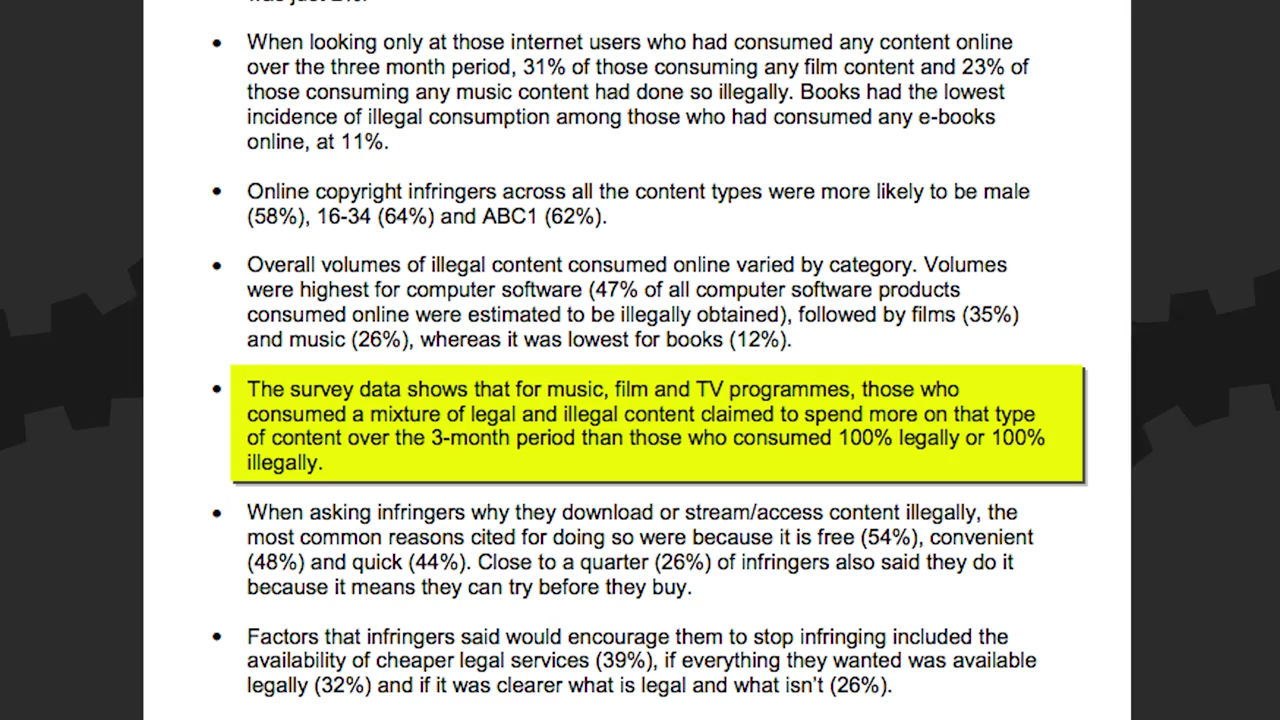 • When looking only at those internet users who had consumed any content online
over the three month period, 31% of those consuming any film content and 23% of
those consuming any music content had done so illegally. Books had the lowest
incidence of illegal consumption among those who had consumed any e-books
online, at 11%.
• Online copyright infringers across all the content types were more likely to be male
(58%), 16-34 (64%) and ABC1 (62%).
• Overall volumes of illegal content consumed online varied by category. Volumes
were highest for computer software (47% of all computer software products
consumed online were estimated to be illegally obtained), followed by films (35%)
and music (26%), whereas it was lowest for books (12%).
• The survey data shows that for music, film and TV programmes, those who
consumed a mixture of legal and illegal content claimed to spend more on that type
of content over the 3-month period than those who consumed 100% legally or 100%
illegally.
• When asking infringers why they download or stream/access content illegally, the
most common reasons cited for doing so were because it is free (54%), convenient
(48%) and quick (44%). Close to a quarter (26%) of infringers also said they do it
because it means they can try before they buy.
• Factors that infringers said would encourage them to stop infringing included the
availability of cheaper legal services (39%), if everything they wanted was available
legally (32%) and if it was clearer what is legal and what isn't (26%).